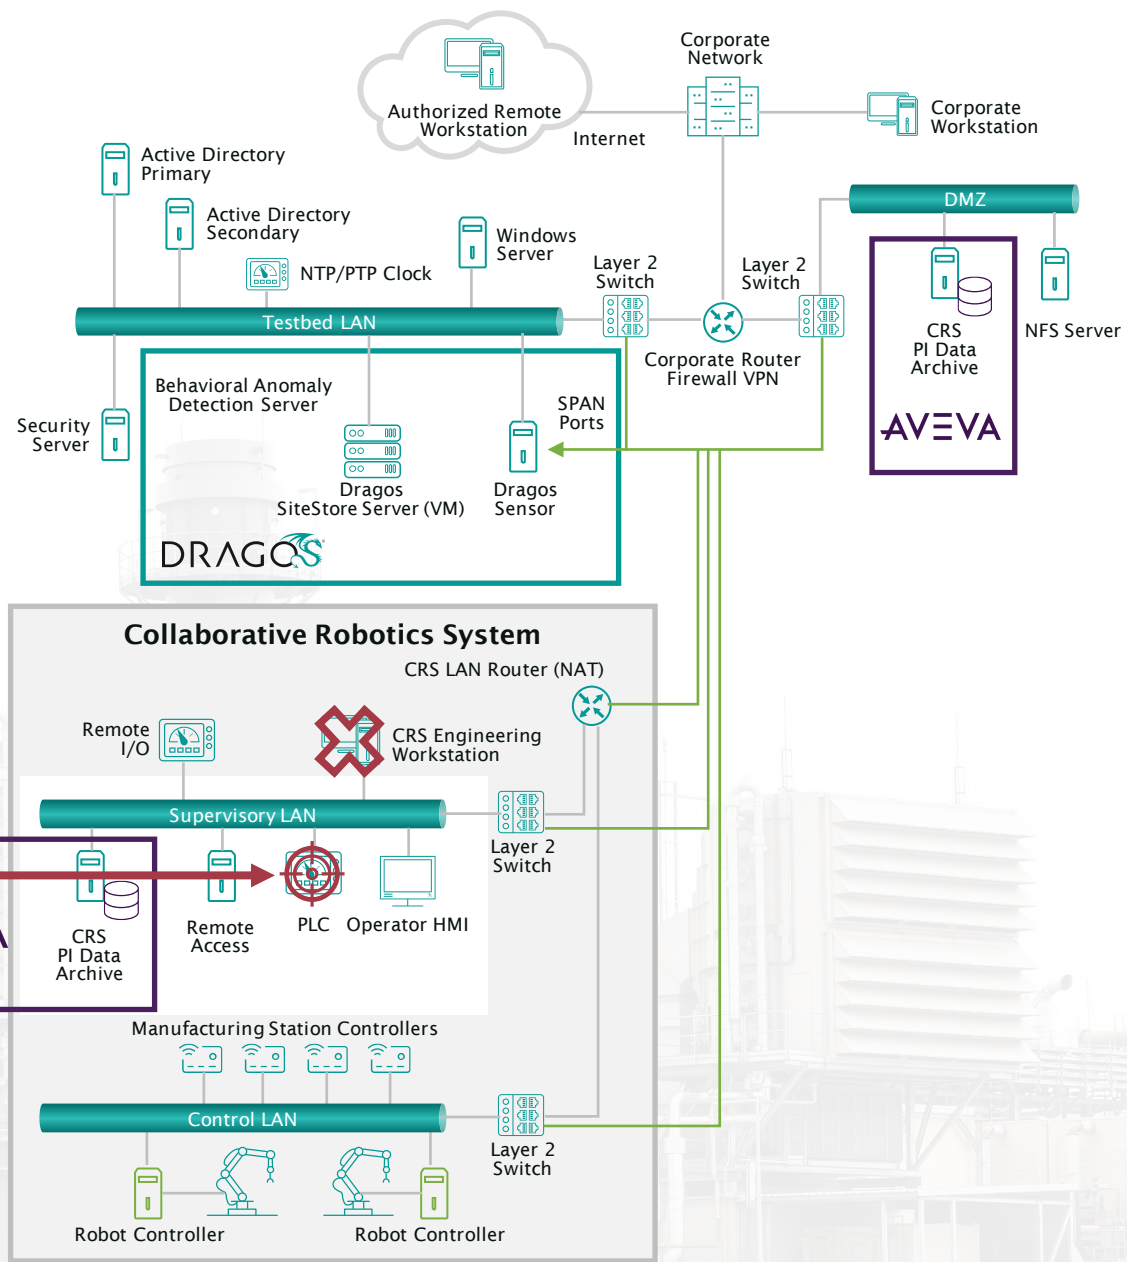 Corporate
Network
Authorized Remote
Workstation
Internet
Corporate
Workstation
Active Directory
Primary
Active Directory
Secondary
NTP/PTP Clock
Windows
Server
Layer 2
Switch
Layer 2
Switch
DMZ
Testbed LAN
Corporate Router
Firewall VPN
CRS
PI Data
Archive
NFS Server
AVEVA
Security
Server
Behavioral Anomaly
Detection Server
SPAN
Ports
Dragos
SiteStore Server (VM)
Dragos
Sensor
DRAGOS
Collaborative Robotics System
CRS LAN Router (NAT)
Remote
I/O
CRS Engineering
Workstation
Supervisory LAN
Layer 2
Switch
CRS
PI Data
Archive
Remote
Access
PLC
Operator HMI
Manufacturing Station Controllers
Control LAN
Layer 2
Switch
Robot Controller
Robot Controller